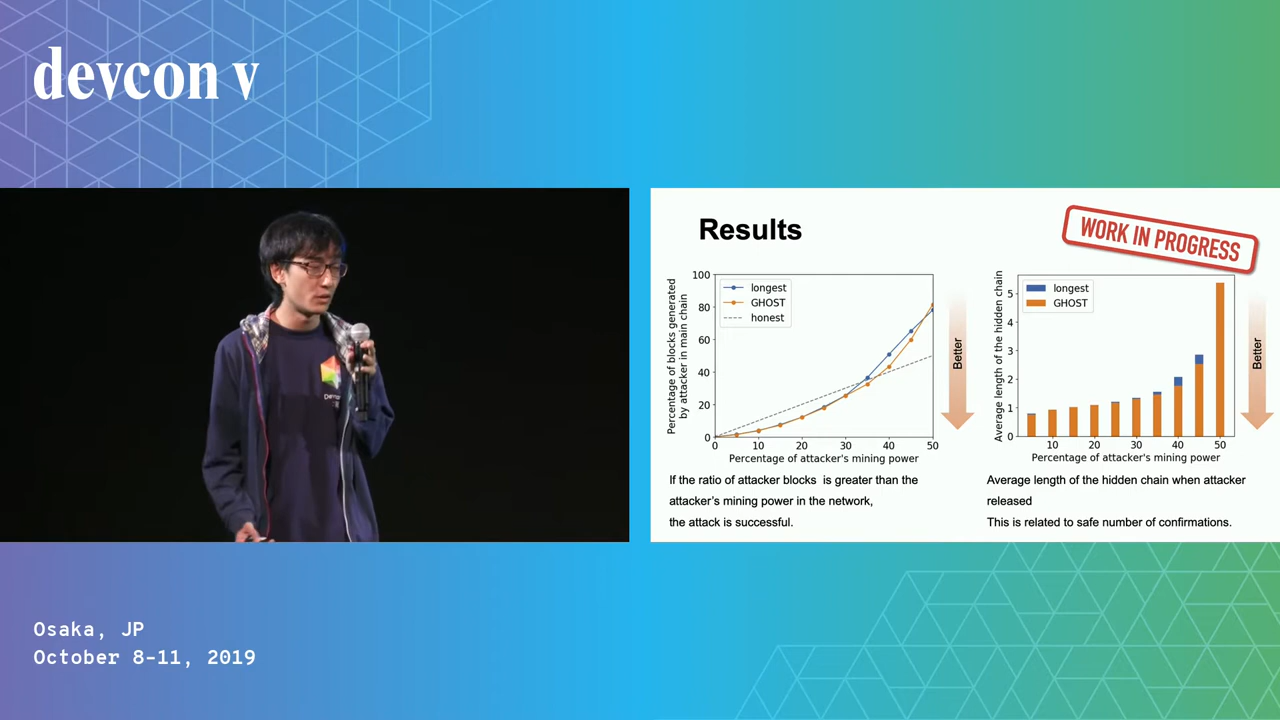 devcon v
Results
WORK IN PROGRESS
Percentage of blocks generated
by attacker in main chain
100
80
60
40
20
0
longest
GHOST
honest
0 10 20 30 40 50
Percentage of attacker's mining power
Better
If the ratio of attacker blocks is greater than the
attacker's mining power in the network,
the attack is successful.
Average length of the hidden chain
5
4
3
2
1
0
longest
GHOST
10 20 30 40 50
Percentage of attacker's mining power
Better
Average length of the hidden chain when attacker
released
This is related to safe number of confirmations.
Osaka, JP
October 8-11, 2019